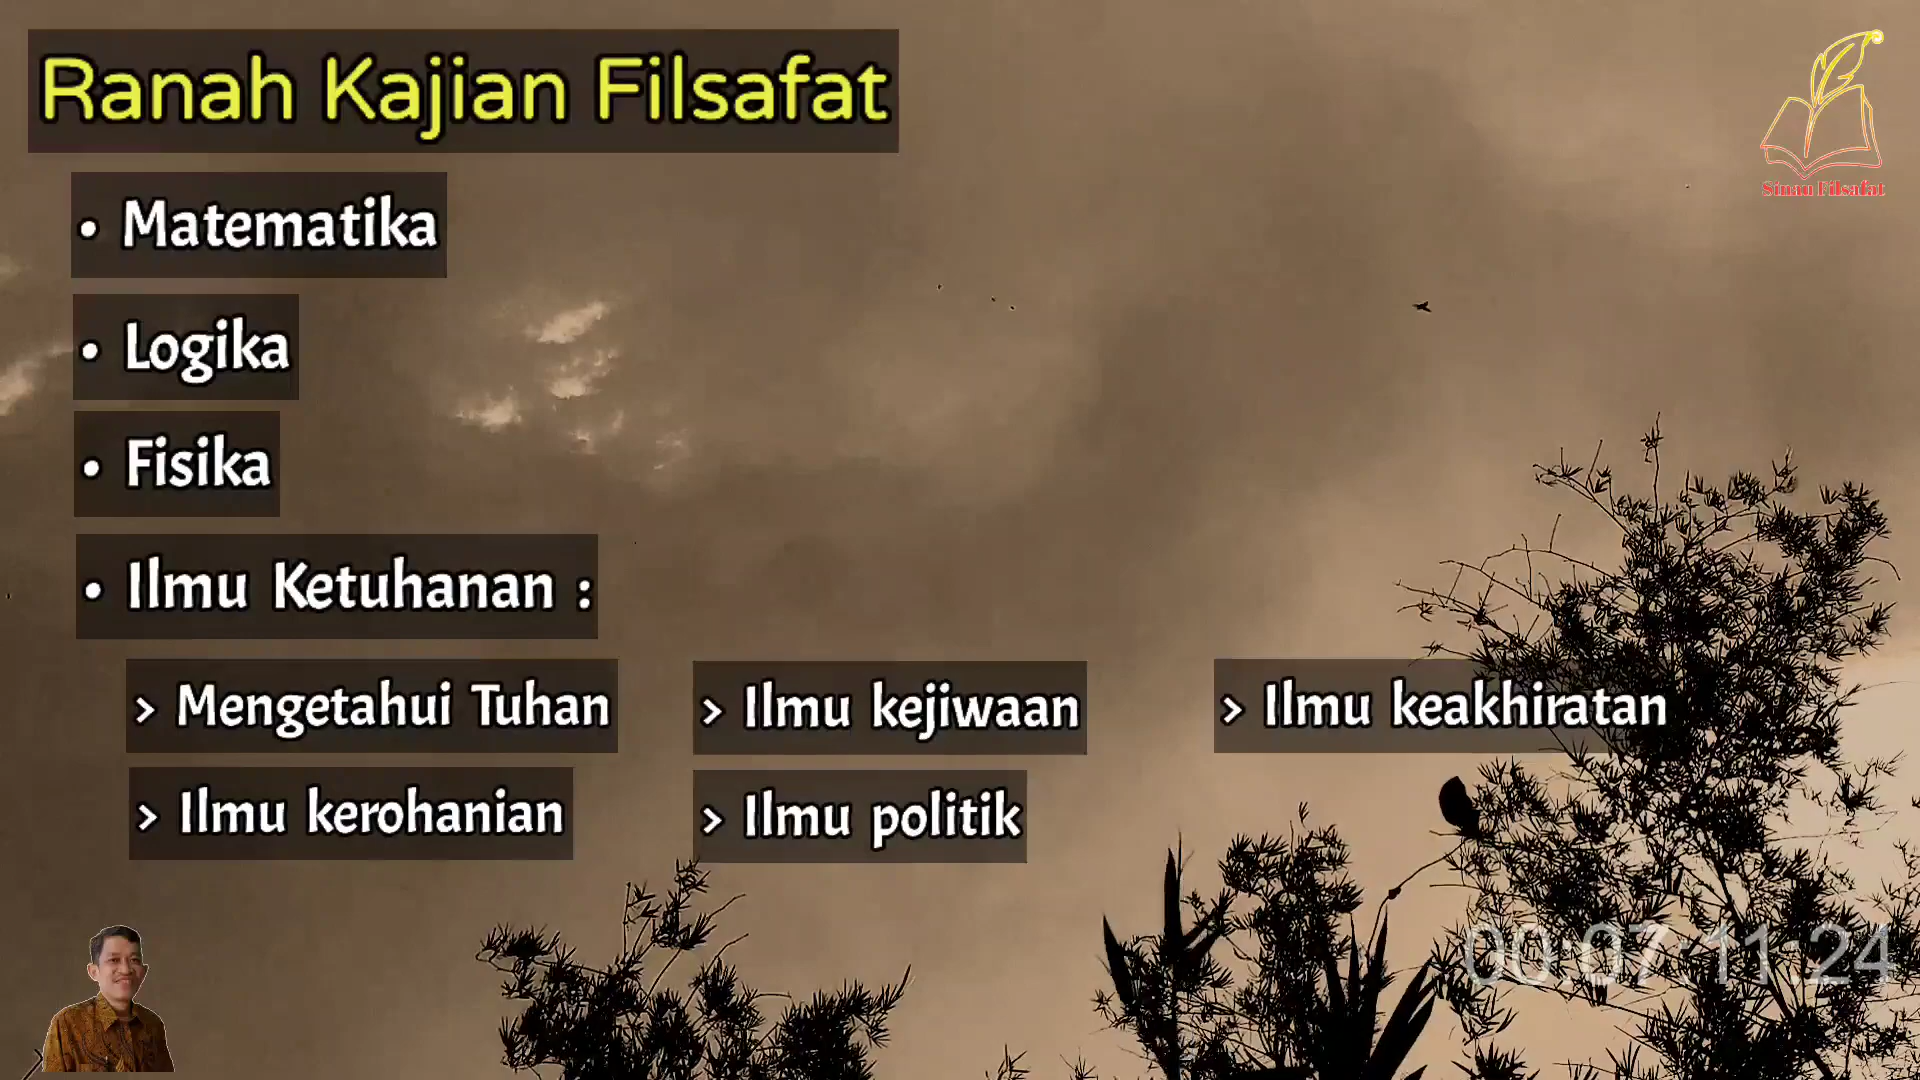 Ranah Kajian Filsafat
• Matematika
• Logika
• Fisika
• Ilmu Ketuhanan :
> Mengetahui Tuhan
> Ilmu kerohanian
> Ilmu kejiwaan
> Ilmu politik
> Ilmu keakhiratan
Sinau Filsafat
00:07:11:24